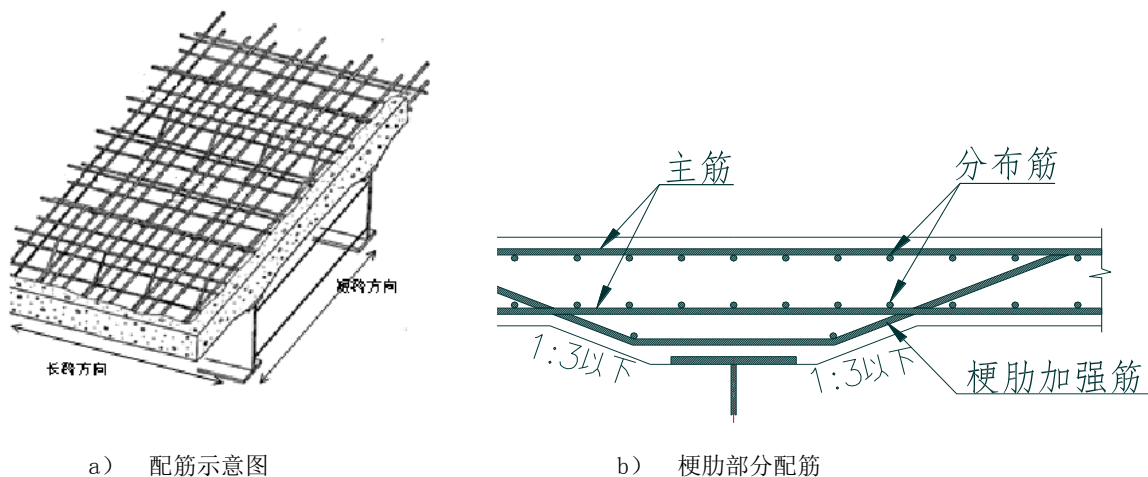 长跨方向
短跨方向
主筋
分布筋
1:3以下
1:3以下
梗肋加强筋
a） 配筋示意图
b） 梗肋部分配筋